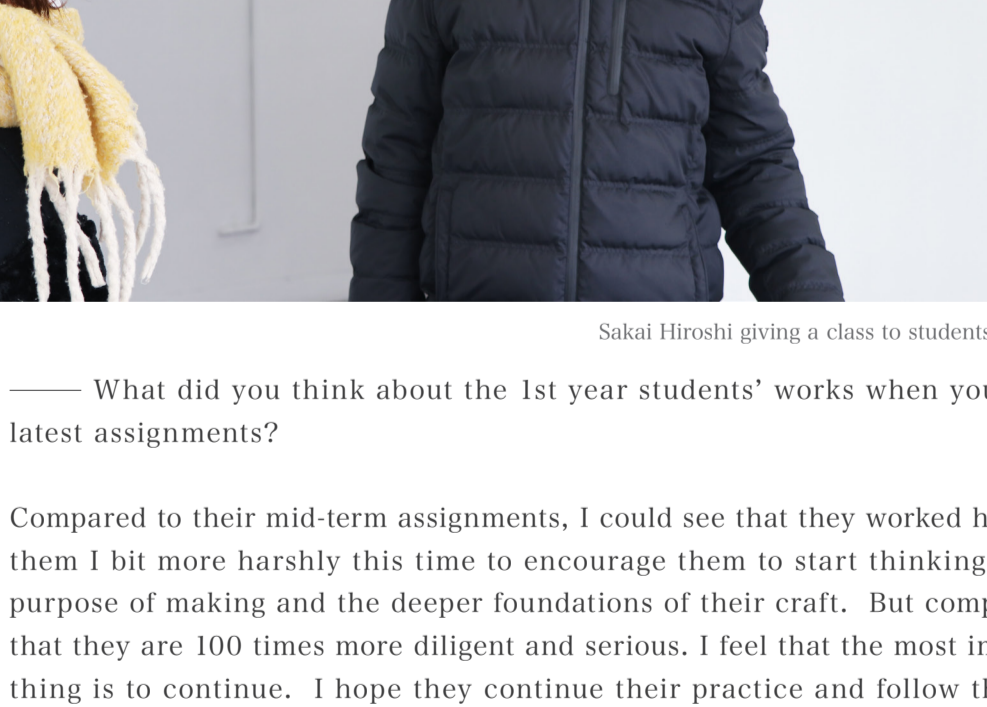 Sakai Hiroshi giving a class to students
What did you think about the 1st year students’ works when you
latest assignments?
Compared to their mid-term assignments, I could see that they worked
them I bit more harshly this time to encourage them to start thinking
purpose of making and the deeper foundations of their craft. But
that they are 100 times more diligent and serious. I feel that the most
thing is to continue. I hope they continue their practice and follow